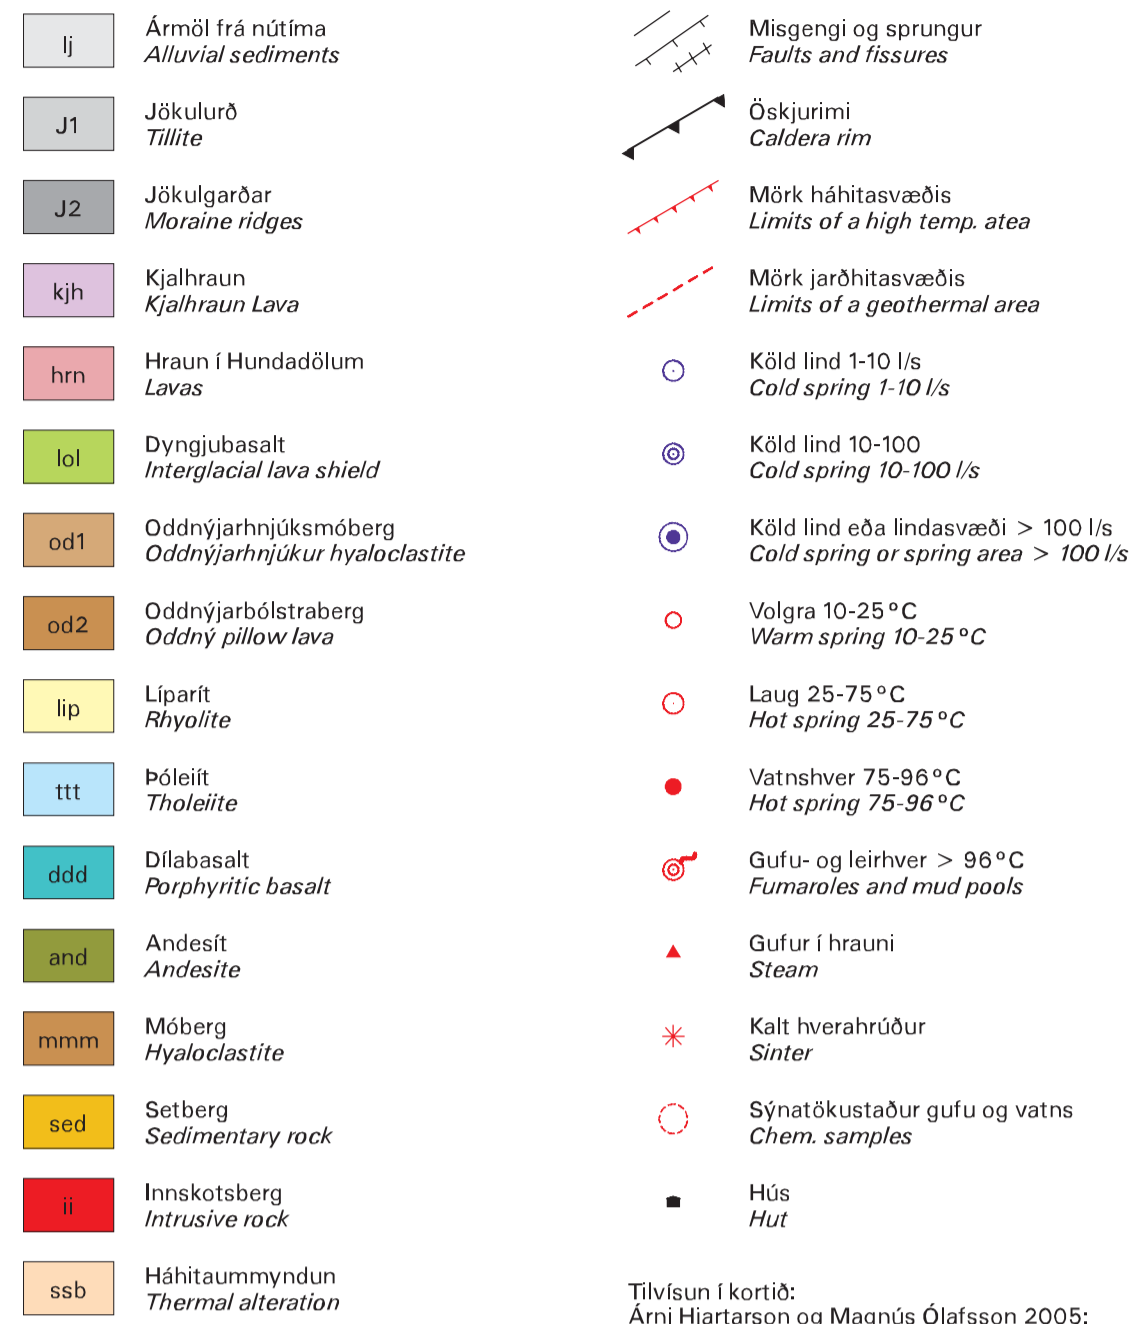 lj
Ármöl frá nútíma
Alluvial sediments
J1
Jökulurð
Tillite
J2
Jökulgarðar
Moraine ridges
kjh
Kjalhraun
Kjalhraun Lava
hrn
Hraun í Hundadölum
Lavas
lol
Dyngjubasalt
Interglacial lava shield
od1
Oddnýjarhnjúksmóberg
Oddnýjarhnjúkur hyaloclastite
od2
Oddnýjarbólstraberg
Oddný pillow lava
lip
Líparít
Rhyolite
ttt
Þóleiít
Tholeiite
ddd
Dílabasalt
Porphyritic basalt
and
Andesít
Andesite
mmm
Móberg
Hyaloclastite
sed
Setberg
Sedimentary rock
ii
Innskotsberg
Intrusive rock
ssb
Háhitaummyndun
Thermal alteration
Misgengi og sprungur
Faults and fissures
Öskjurimi
Caldera rim
Mörk háhitasvæðis
Limits of a high temp. atea
Mörk jarðhitasvæðis
Limits of a geothermal area
Köld lind 1-10 l/s
Cold spring 1-10 l/s
Köld lind 10-100
Cold spring 10-100 l/s
Köld lind eða lindasvæði > 100 l/s
Cold spring or spring area > 100 l/s
Volgra 10-25°C
Warm spring 10-25°C
Laug 25-75°C
Hot spring 25-75°C
Vatnshver 75-96°C
Hot spring 75-96°C
Gufu- og leirhver > 96°C
Fumaroles and mud pools
Gufur í hrauni
Steam
Kalt hverahrúður
Sinter
Sýnatökustaður gufu og vatns
Chem. samples
Hús
Hut
Tilvísun í kortið:
Árni Hjartarson og Magnús Ólafsson 2005: